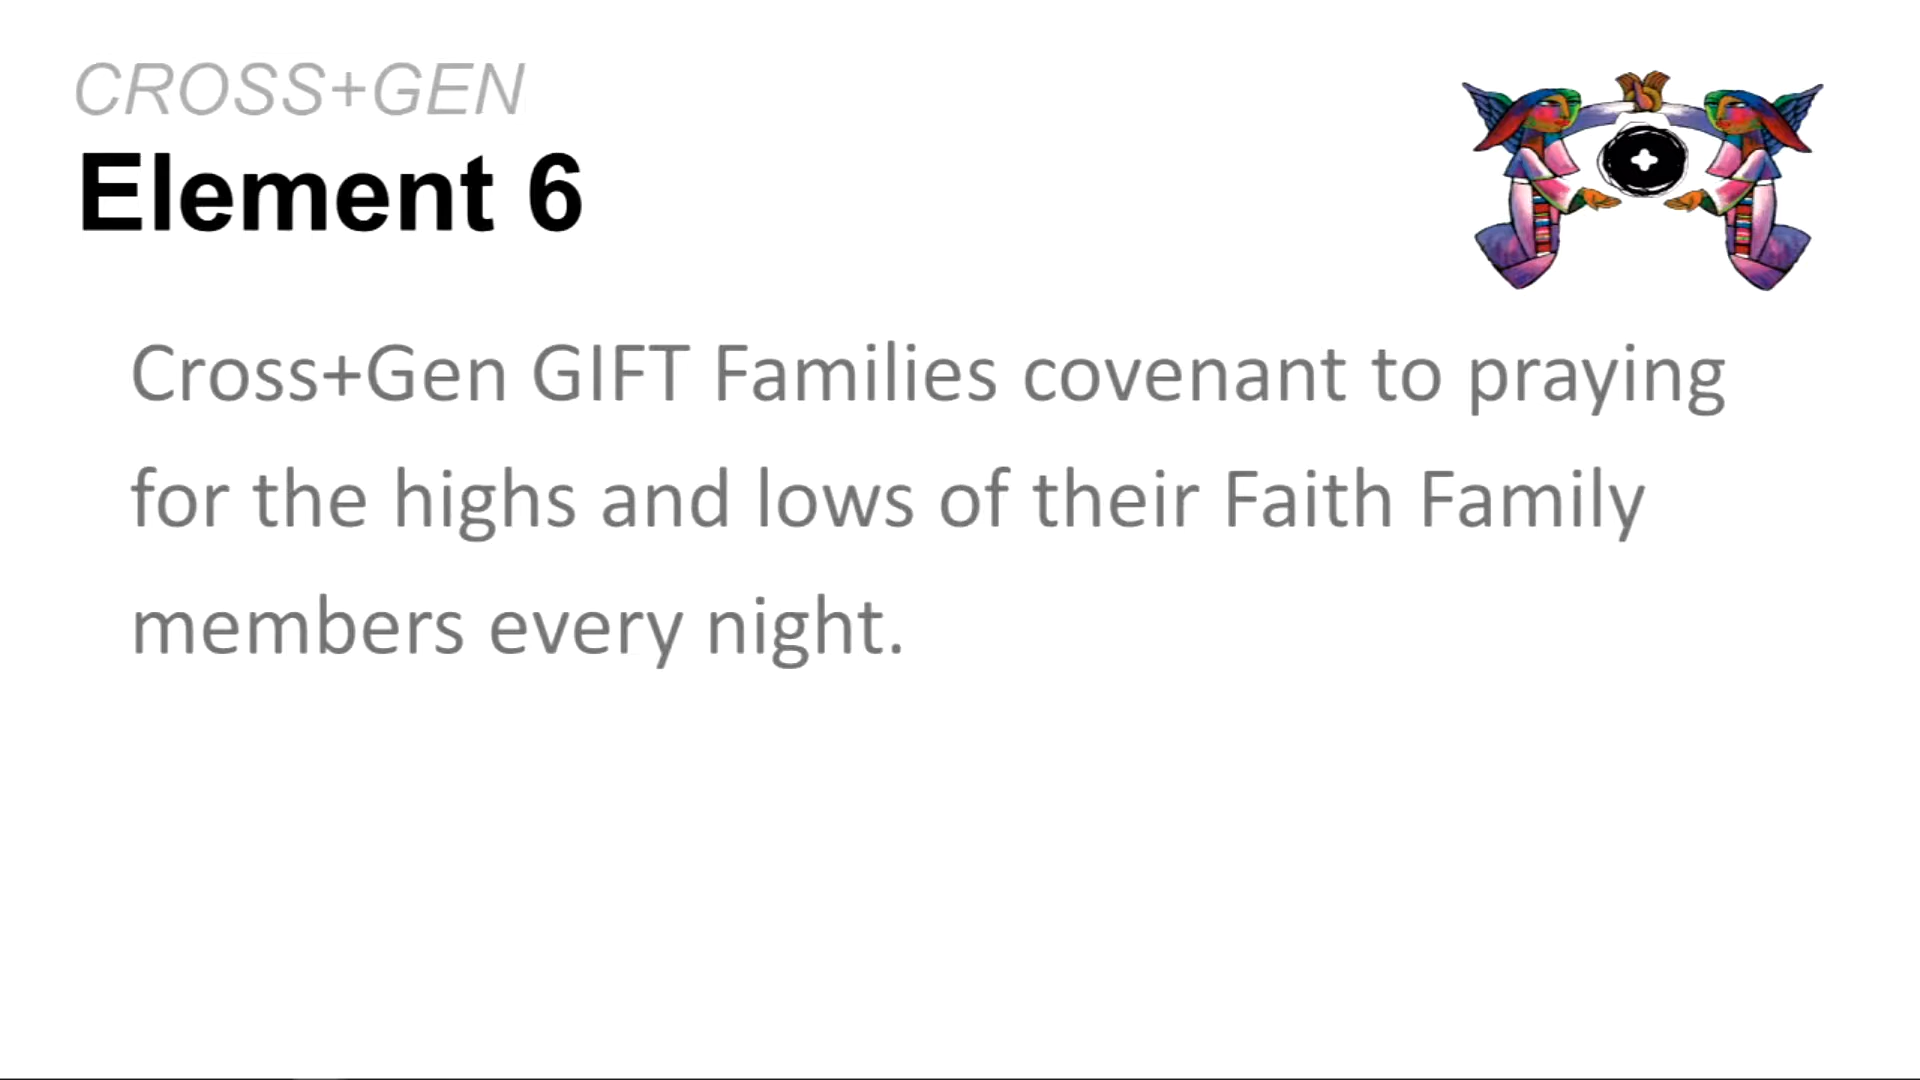 CROSS+GEN
Element 6
Cross+Gen GIFT Families covenant to praying
for the highs and lows of their Faith Family
members every night.